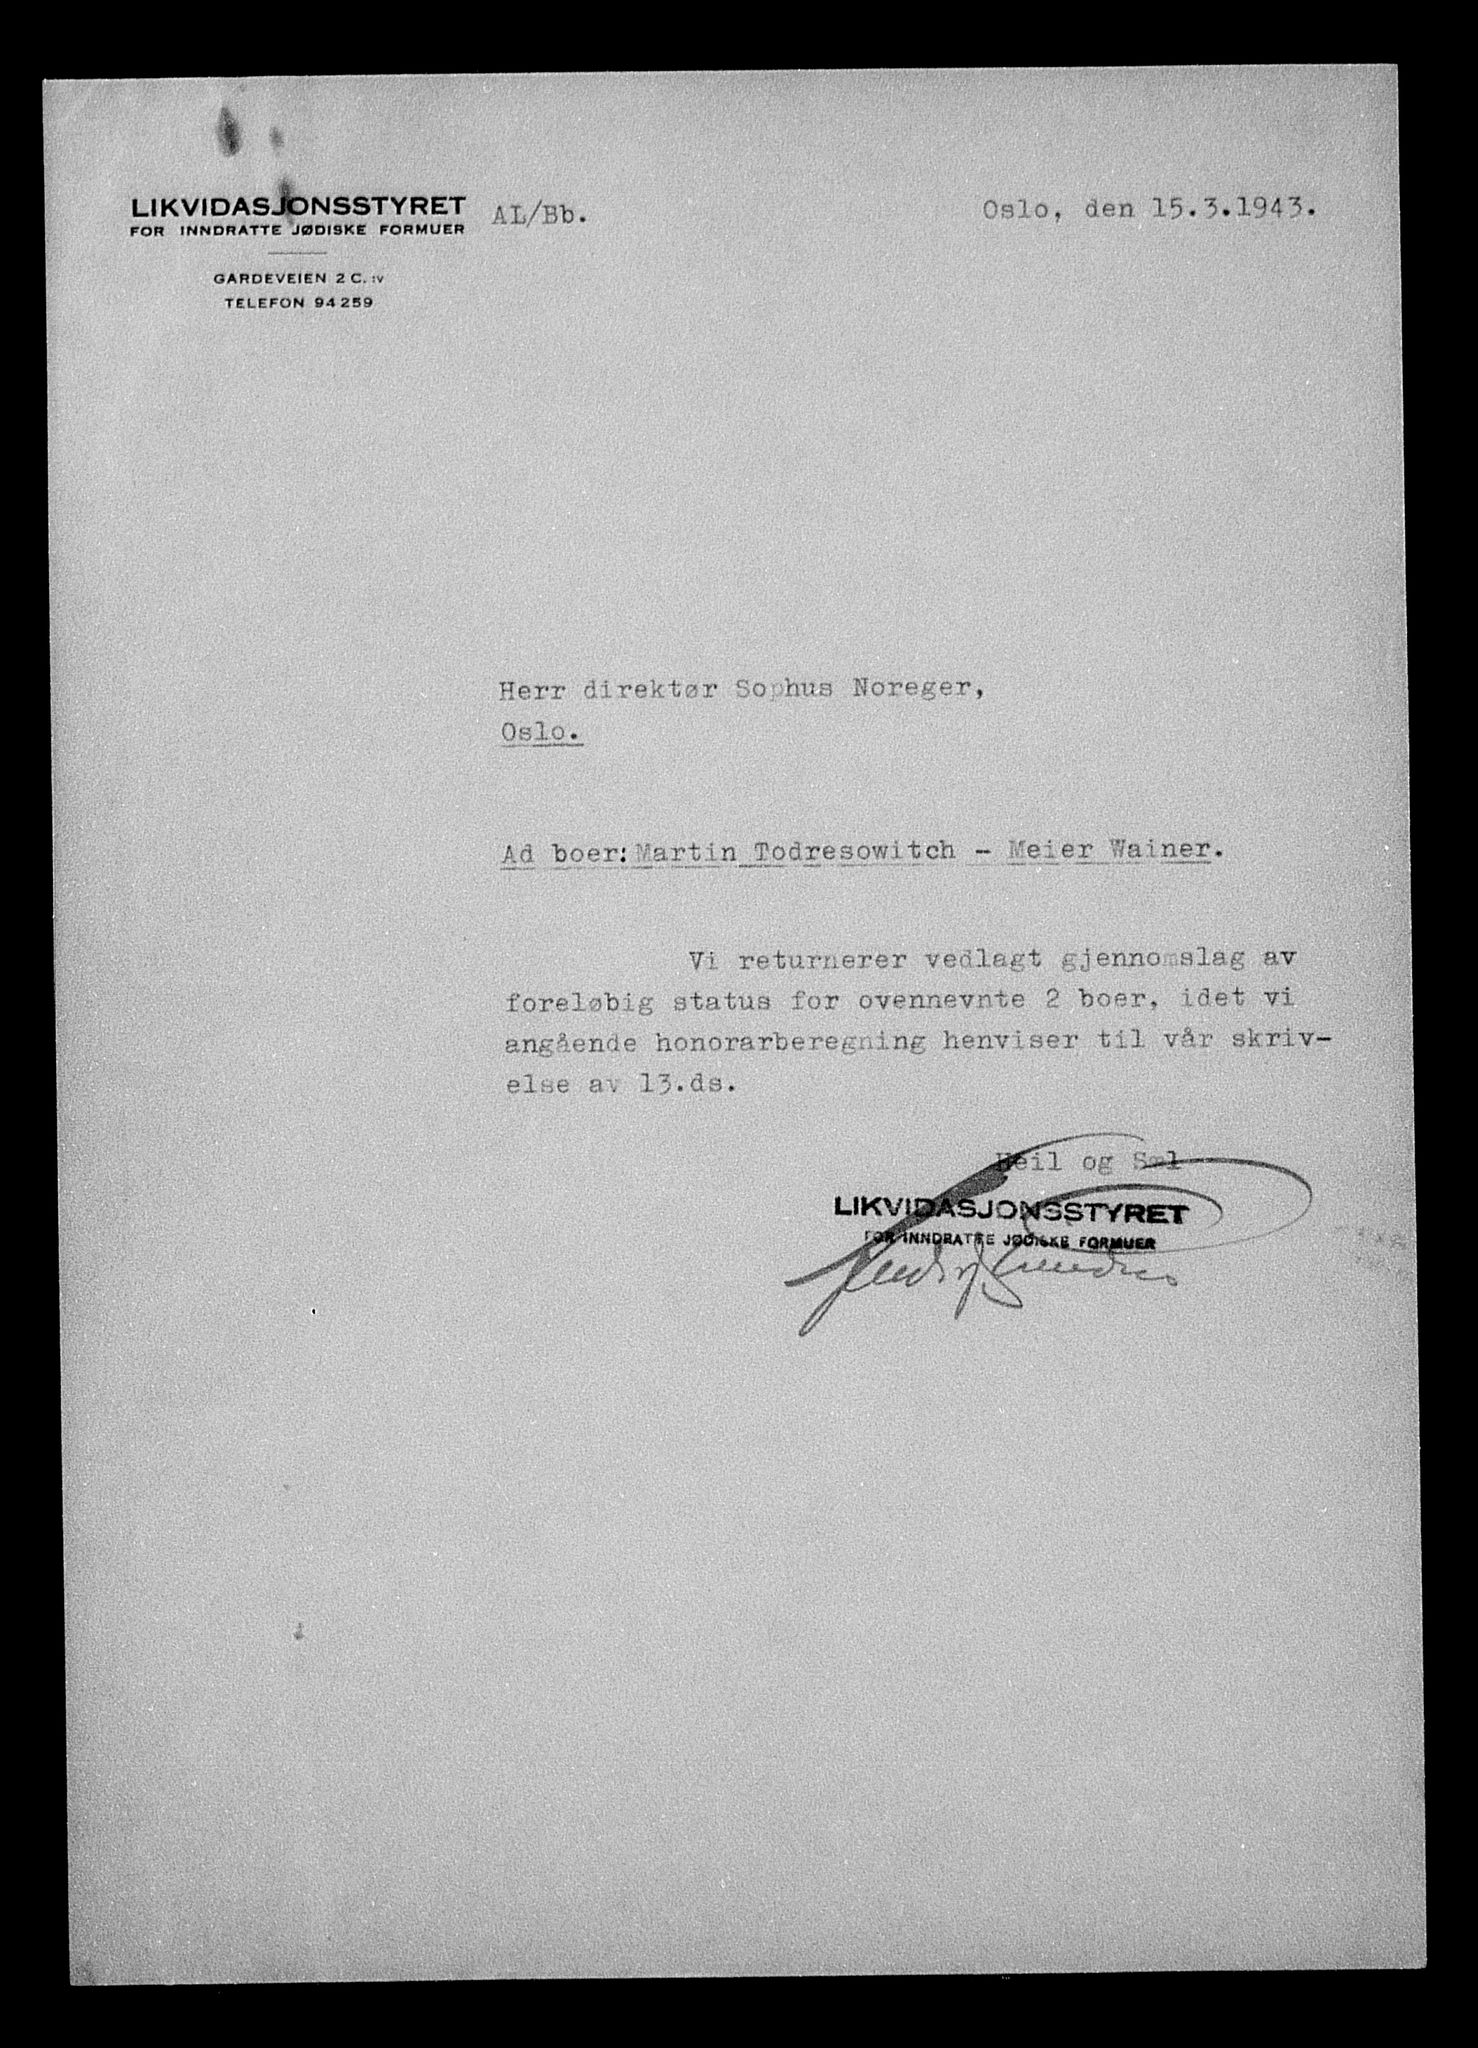 LIKVIDASJONSSTYRET
FOR INNDRATTE JØDISKE FORMUER
GARDEVEIEN 2 C. IV
TELEFON 94259
AL/Bb.
Oslo, den 15.3.1943.
Herr direktør Sophus Noreger,
Oslo.
Ad boer: Martin Todresowitch - Meier Wainer.
Vi returnerer vedlagt gjennomslag av
foreløbig status for ovennevnte 2 boer, idet vi
angående honorarberegning henviser til vår skriv-
else av 13.ds.
Heil og Sæl
LIKVIDASJONSSTYRET
FOR INNDRATTE JØDISKE FORMUER